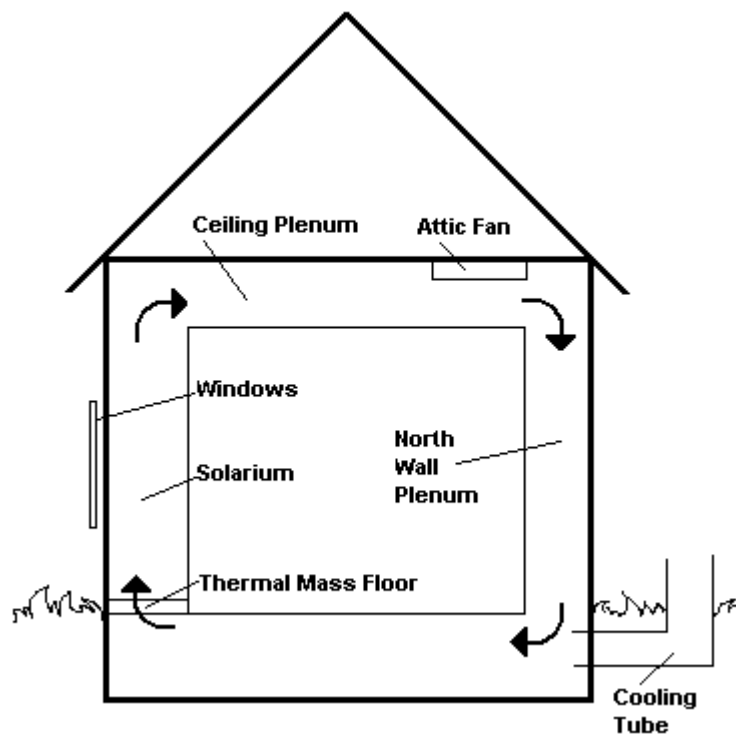 Ceiling Plenum
Attic Fan
Windows
North
Wall
Plenum
Solarium
Thermal Mass Floor
Cooling
Tube